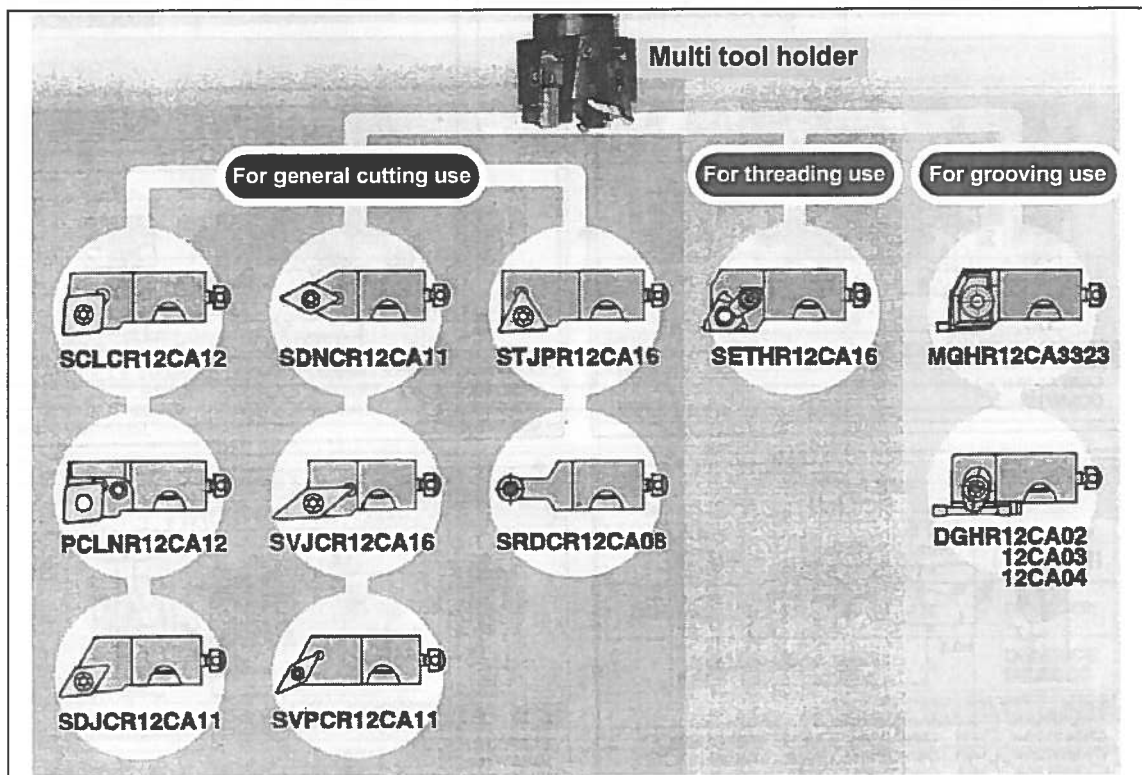 Multi tool holder
For general cutting use
For threading use
For grooving use
SCLCR12CA12
SDNCR12CA11
STJPR12CA16
SETHR12CA16
MGHR12CA3323
PCLNR12CA12
SVJCR12CA16
SRDCR12CA08
DGHR12CA02
12CA03
12CA04
SDJCR12CA11
SVPCR12CA11